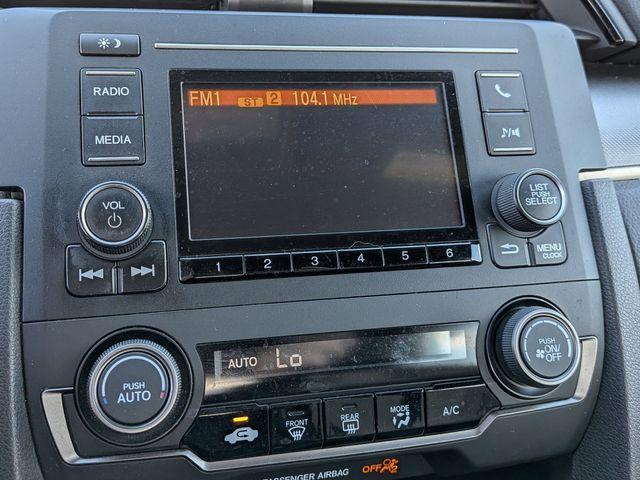 RADIO
MEDIA
VOL
FM1 ST 2 104.1 MHz
1 2 3 4 5 6
LIST
PUSH
SELECT
MENU
CLOCK
PUSH
AUTO
AUTO Lo
FRONT
REAR
MODE
A/C
PUSH
ON/
OFF
PASSENGER AIRBAG OFF